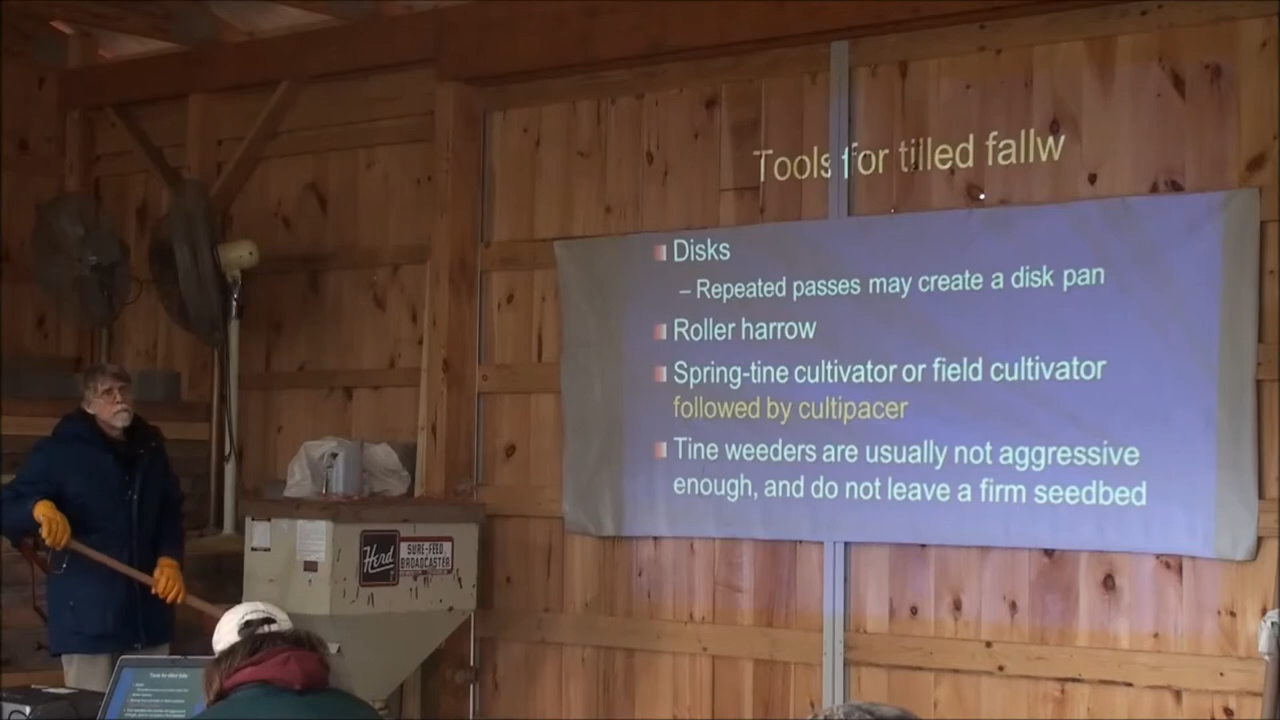 Tools for tilled fallw
Disks
– Repeated passes may create a disk pan
Roller harrow
Spring-tine cultivator or field cultivator
followed by cultipacer
Tine weeders are usually not aggressive
enough, and do not leave a firm seedbed
Herd
SURE-FEED
BROADCASTER